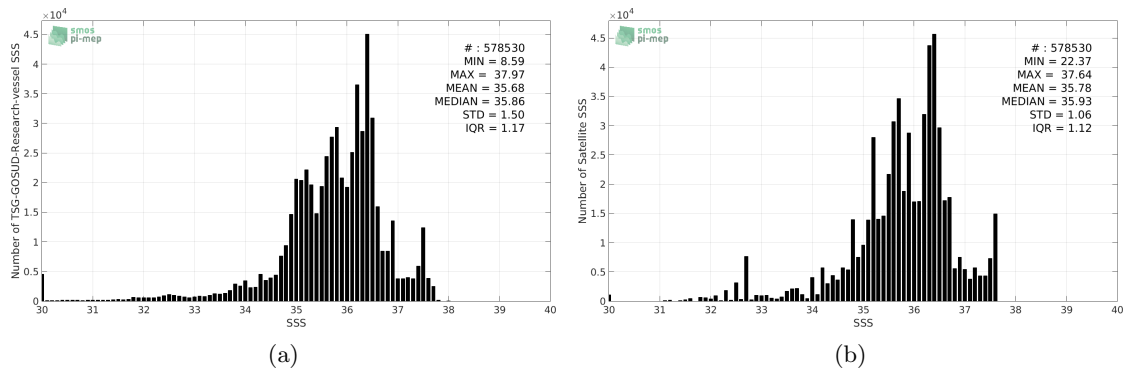 ×10⁴
smos
pi-mep
# : 578530
MIN = 8.59
MAX = 37.97
MEAN = 35.68
MEDIAN = 35.86
STD = 1.50
IQR = 1.17
Number of TSG-GOSUD-Research-vessel SSS
4.5
4
3.5
3
2.5
2
1.5
1
0.5
0
30 31 32 33 34 35 36 37 38 39 40
SSS
(a)
×10⁴
smos
pi-mep
# : 578530
MIN = 22.37
MAX = 37.64
MEAN = 35.78
MEDIAN = 35.93
STD = 1.06
IQR = 1.12
Number of Satellite SSS
4.5
4
3.5
3
2.5
2
1.5
1
0.5
0
30 31 32 33 34 35 36 37 38 39 40
SSS
(b)